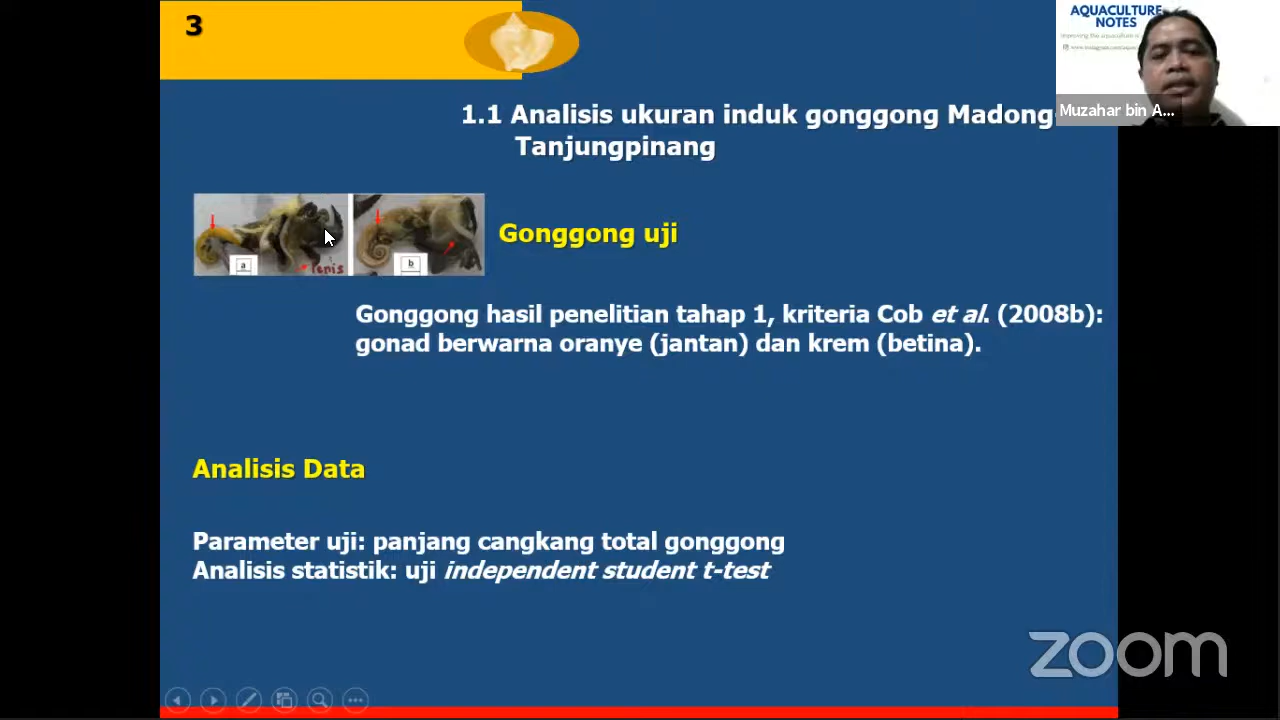 3
AQUACULTURE
NOTES
Muzahar bin A...
1.1 Analisis ukuran induk gonggong Madong
Tanjungpinang
a
Penis
b
Gonggong uji
Gonggong hasil penelitian tahap 1, kriteria Cob et al. (2008b):
gonad berwarna oranye (jantan) dan krem (betina).
Analisis Data
Parameter uji: panjang cangkang total gonggong
Analisis statistik: uji independent student t-test
zoom